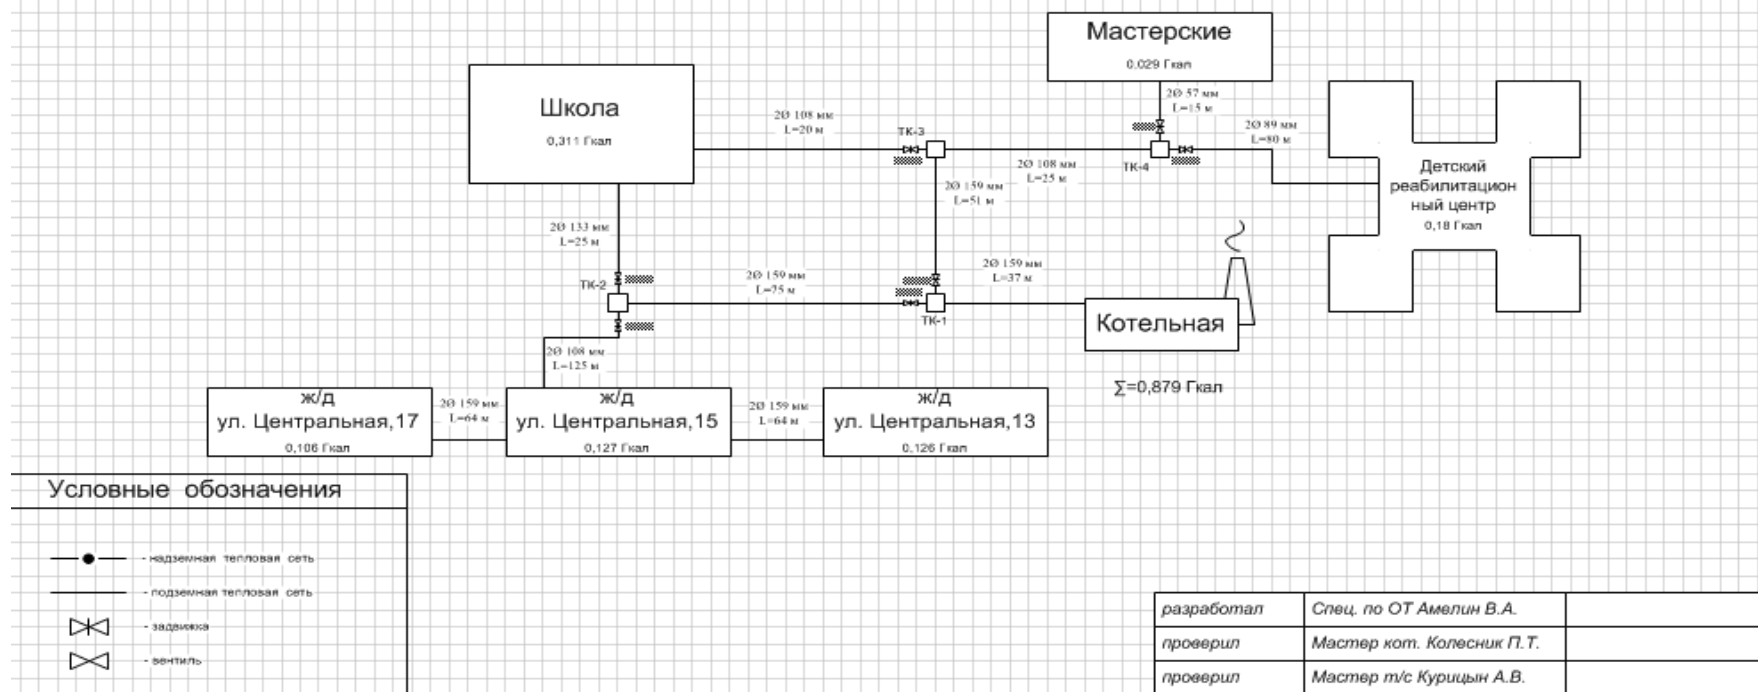 Мастерские
0.029 Гкал
2Ø 57 мм
L=15 м
Школа
0,311 Гкал
2Ø 108 мм
L=20 м
ТК-3
2Ø 108 мм
L=25 м
ТК-4
2Ø 89 мм
L=80 м
Детский
реабилитацион
ный центр
0,18 Гкал
2Ø 159 мм
L=51 м
2Ø 133 мм
L=25 м
ТК-2
2Ø 159 мм
L=75 м
2Ø 159 мм
L=37 м
ТК-1
Котельная
∑=0,879 Гкал
2Ø 108 мм
L=125 м
ж/д
ул. Центральная,17
0,106 Гкал
2Ø 159 мм
L=64 м
ж/д
ул. Центральная,15
0,127 Гкал
2Ø 159 мм
L=64 м
ж/д
ул. Центральная,13
0.126 Гкал
Условные обозначения
- надземная тепловая сеть
- подземная тепловая сеть
- задвижка
- вентиль
разработал Спец. по ОТ Амелин В.А.
проверил Мастер кот. Колесник П.Т.
проверил Мастер т/с Курицын А.В.